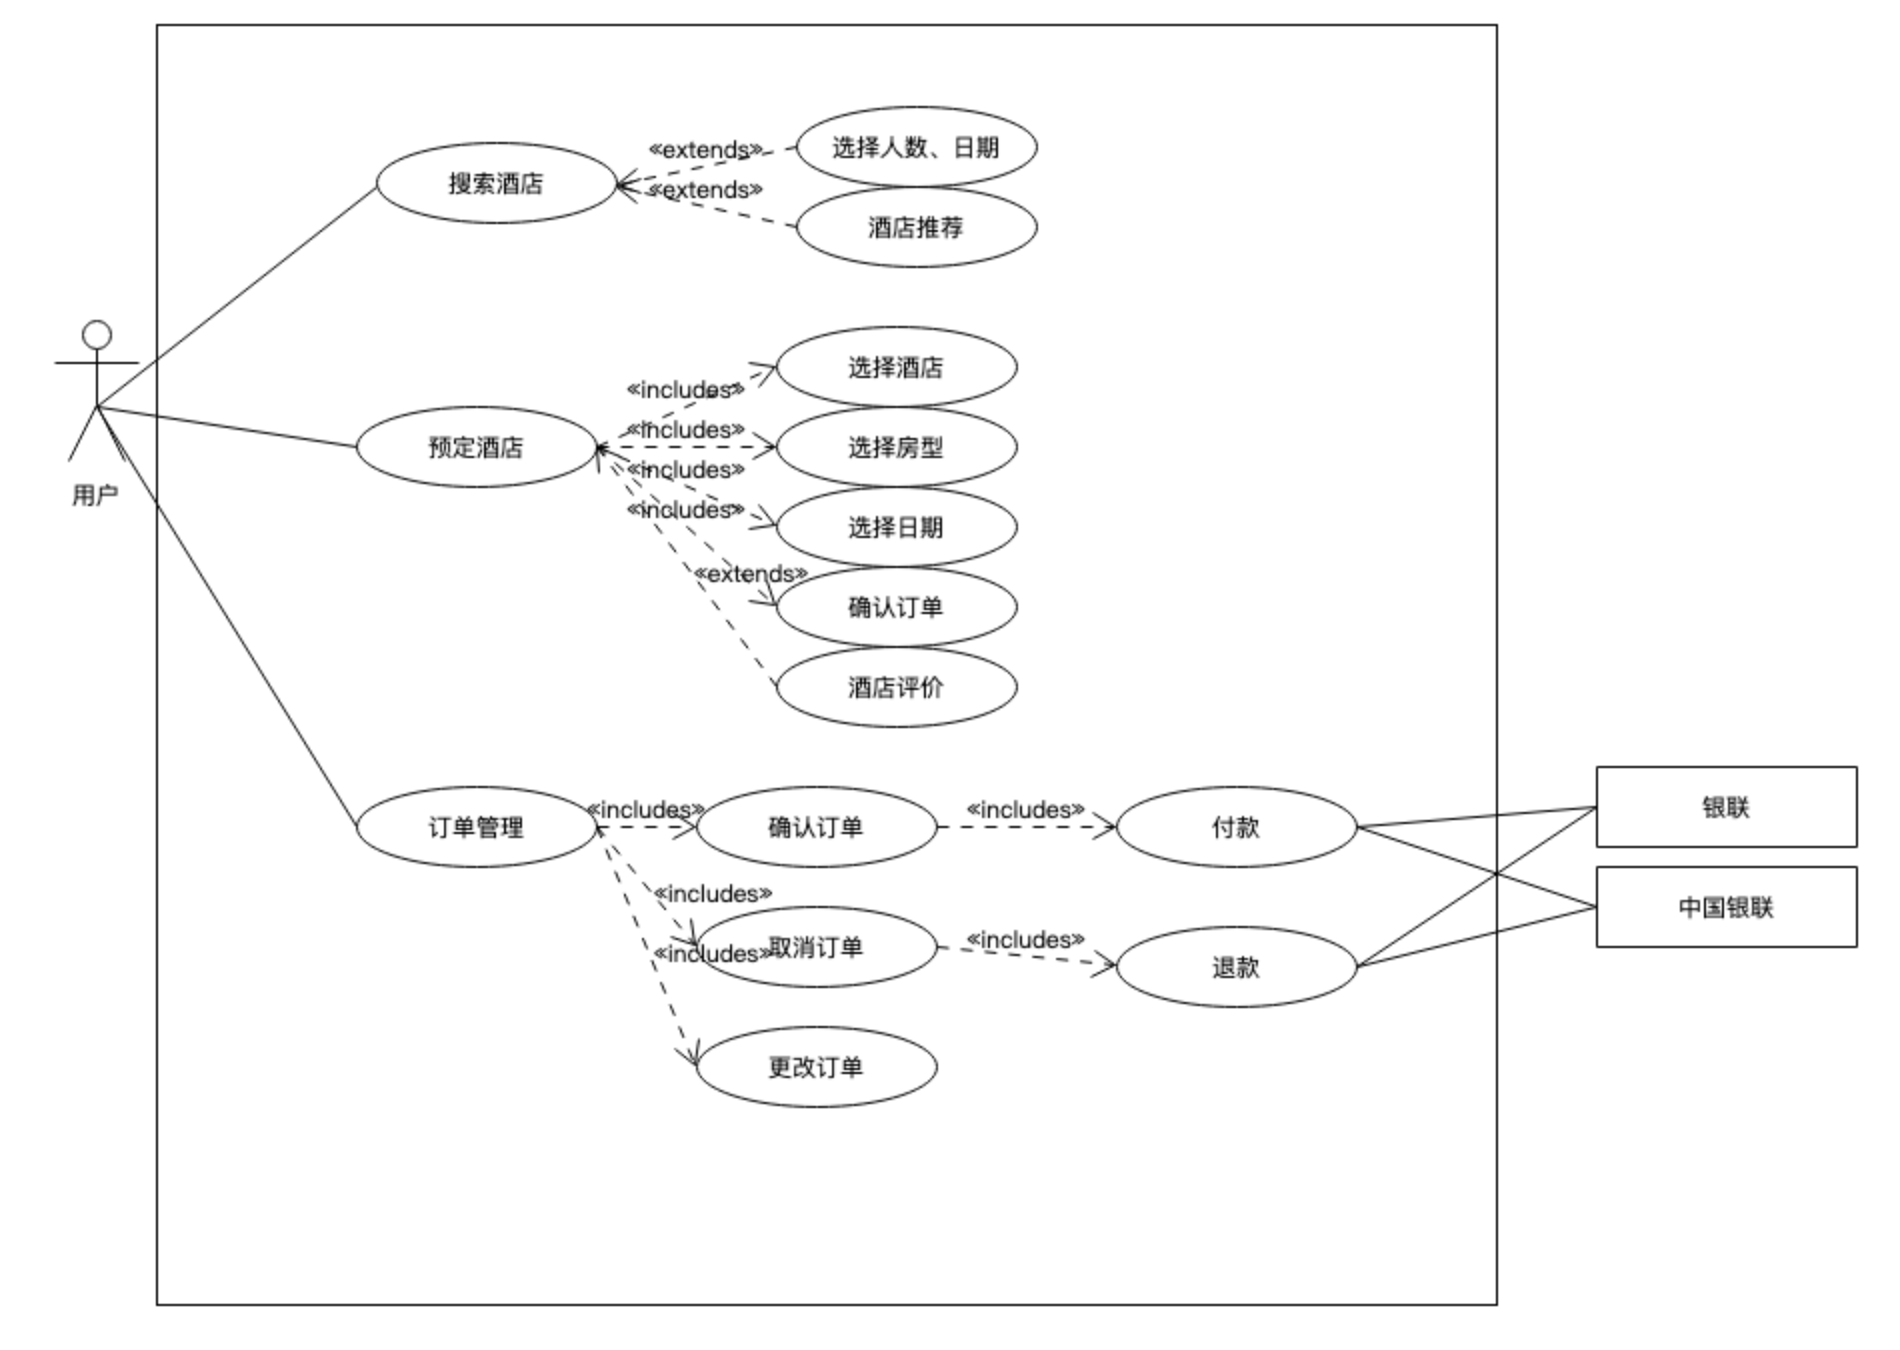 «extends»
选择人数、日期
搜索酒店
«extends»
酒店推荐
选择酒店
«includes»
«includes»
预定酒店
选择房型
«includes»
用户
«includes»
选择日期
«extends»
确认订单
酒店评价
«includes»
«includes»
银联
订单管理
确认订单
付款
«includes»
中国银联
«includes»
取消订单
«includes»
退款
更改订单